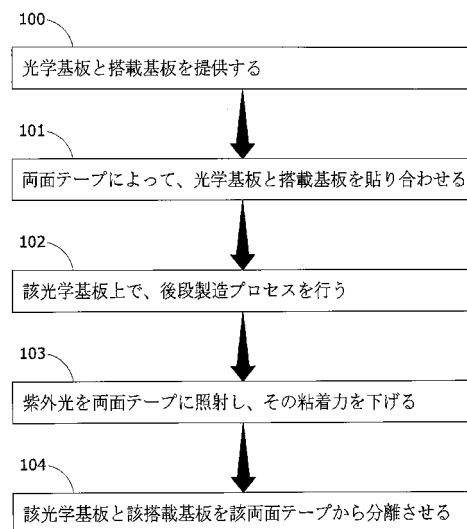 100
光学基板と搭載基板を提供する
101
両面テープによって、光学基板と搭載基板を貼り合わせる
102
該光学基板上で、後段製造プロセスを行う
103
紫外光を両面テープに照射し、その粘着力を下げる
104
該光学基板と該搭載基板を該両面テープから分離させる